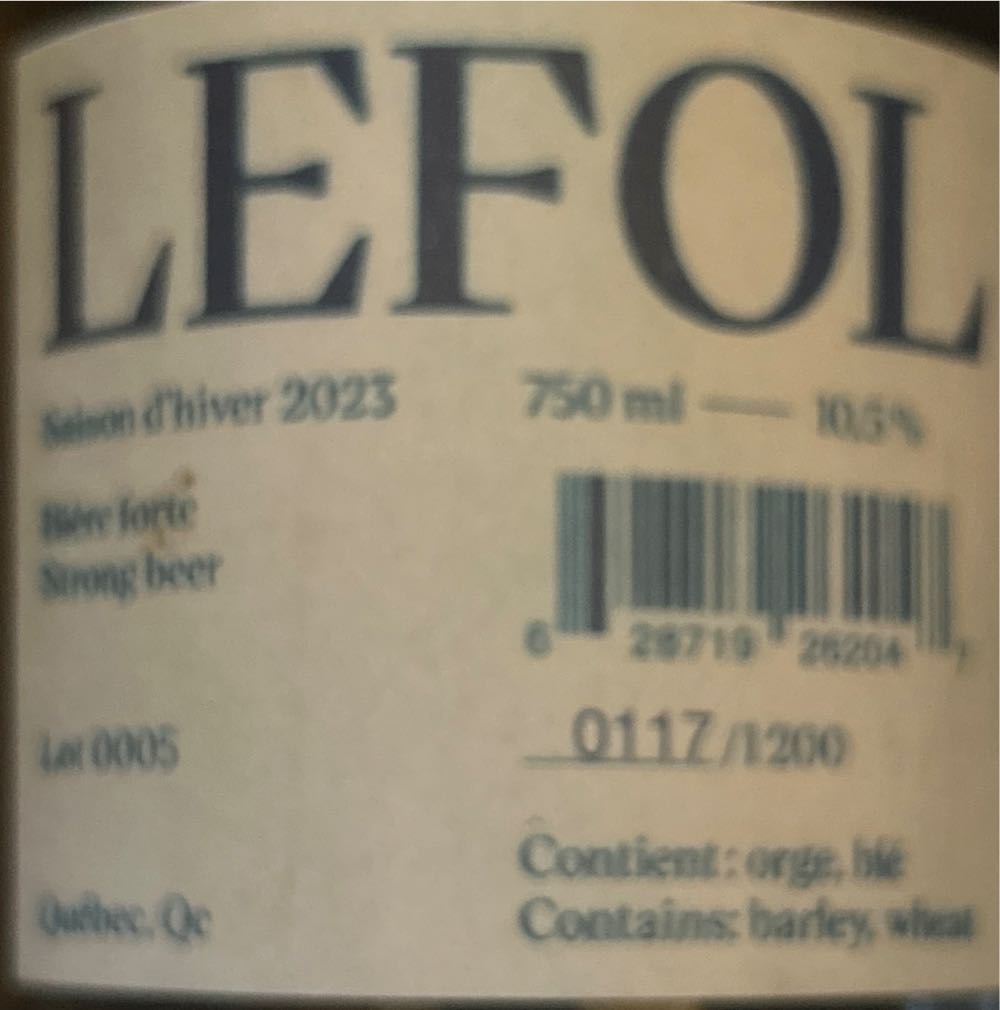 LEFOL
Saison d'hiver 2023
750 ml — 10,5%
Bière forte
Strong beer
6 28719 26204 7
Lot 0005
0117/1200
Contient : orge, blé
Contains: barley, wheat
Québec, Qc